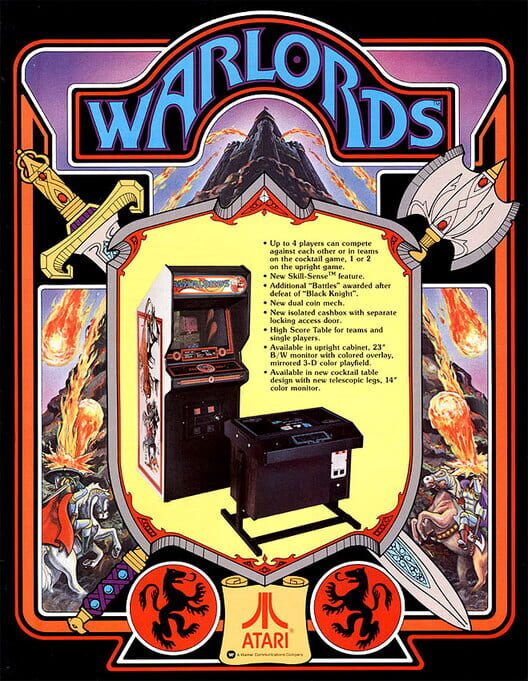 WARLORDS™
• Up to 4 players can compete
against each other or in teams
on the cocktail game, 1 or 2
on the upright game.
• New Skill-Sense™ feature.
• Additional "Battles" awarded after
defeat of "Black Knight".
• New dual coin mech.
• New isolated cashbox with separate
locking access door.
• High Score Table for teams and
single players.
• Available in upright cabinet, 23"
B/W monitor with colored overlay,
mirrored 3-D color playfield.
• Available in new cocktail table
design with new telescopic legs, 14"
color monitor.
WARLORDS
ATARI®
A Warner Communications Company